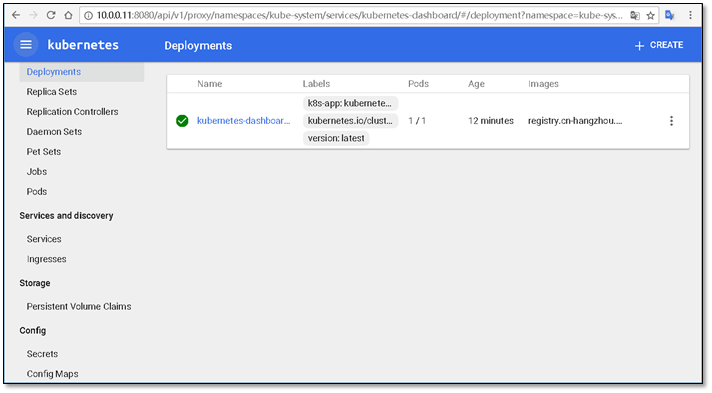 10.0.0.11:8080/api/v1/proxy/namespaces/kube-system/services/kubernetes-dashboard/#/deployment?namespace=kube-sys...
kubernetes
Deployments
CREATE
Deployments
Replica Sets
Replication Controllers
Daemon Sets
Pet Sets
Jobs
Pods
Services and discovery
Services
Ingresses
Storage
Persistent Volume Claims
Config
Secrets
Config Maps
Name Labels Pods Age Images
k8s-app: kubernete...
kubernetes-dashboar... kubernetes.io/clust... 1 / 1 12 minutes registry.cn-hangzhou....
version: latest